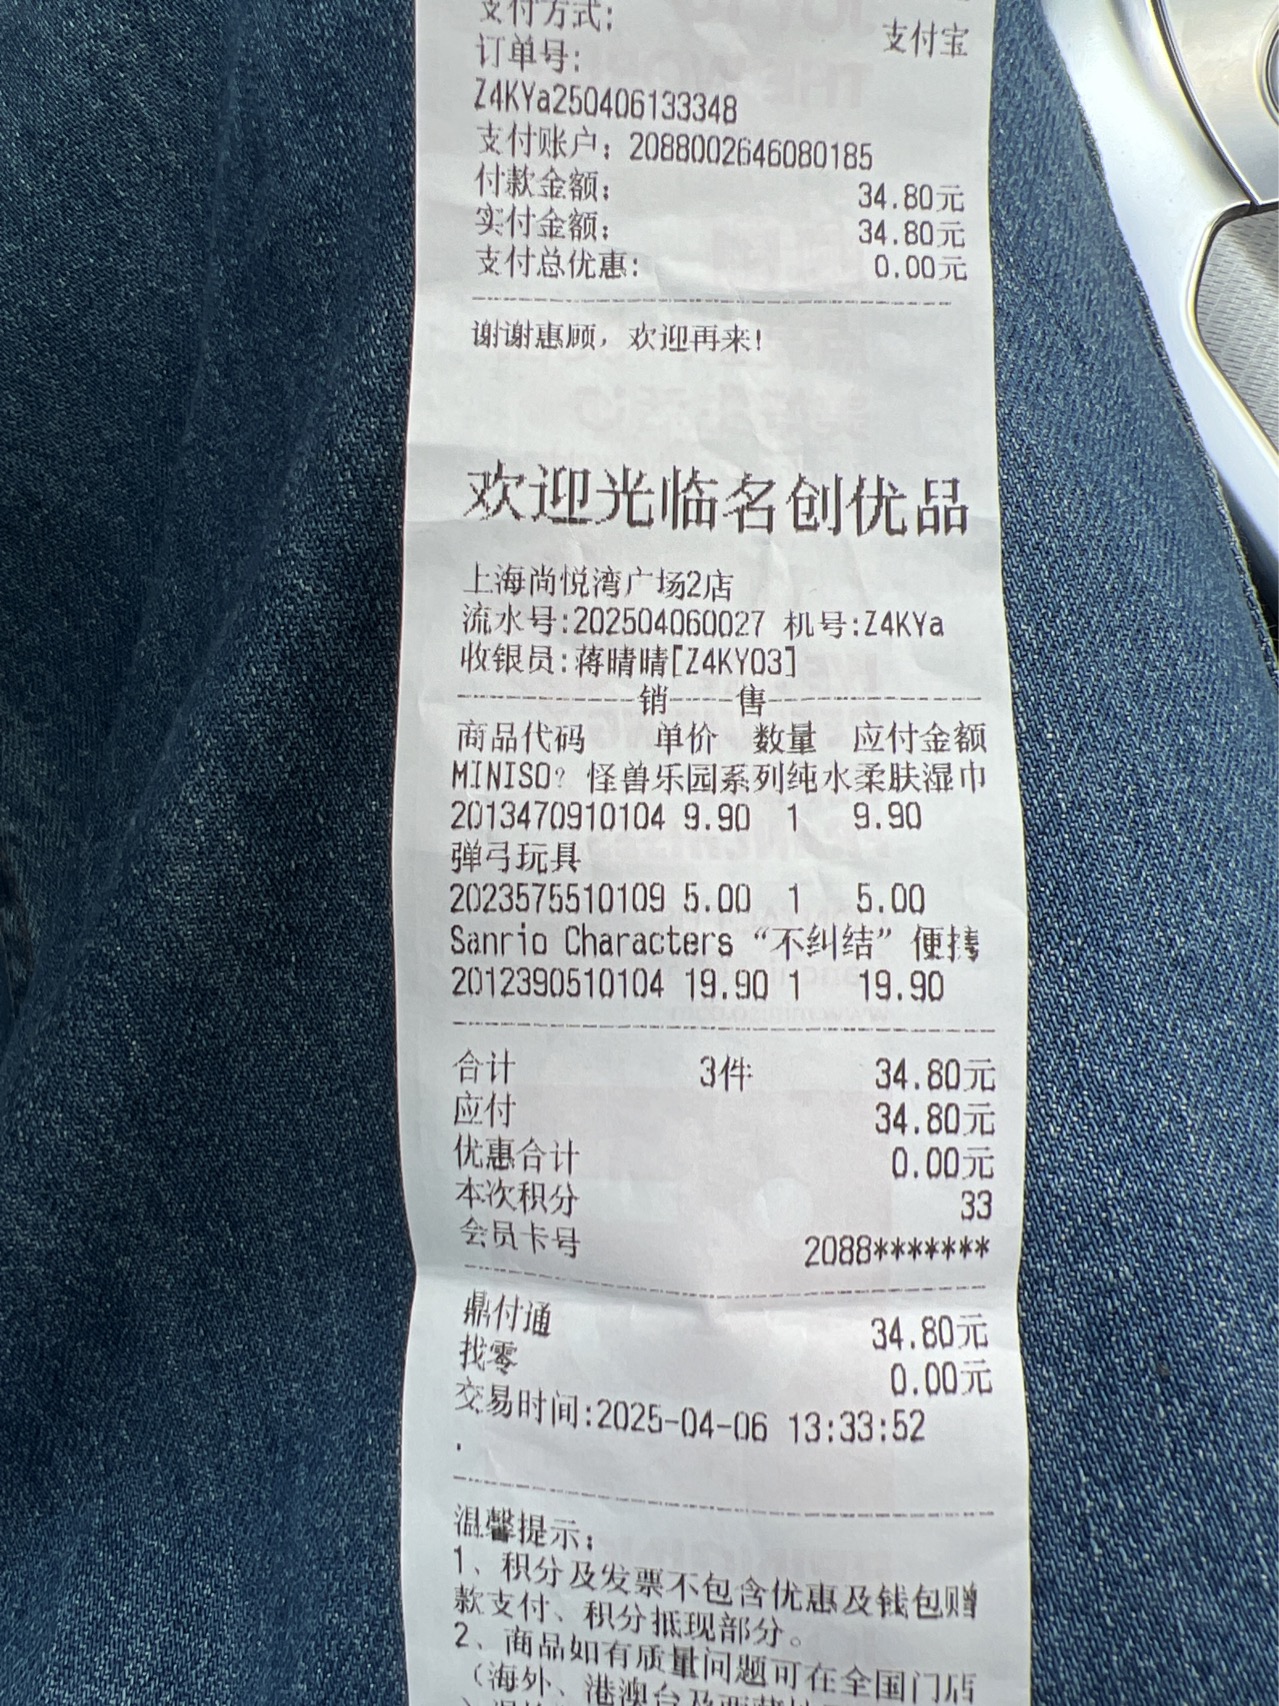 支付方式：
支付宝
订单号：
Z4KYa250406133348
支付账户：2088002646080185
付款金额： 34.80元
实付金额： 34.80元
支付总优惠： 0.00元
谢谢惠顾，欢迎再来！
欢迎光临名创优品
上海尚悦湾广场2店
流水号:202504060027 机号:Z4KYa
收银员:蒋晴晴[Z4KY03]
销 售
商品代码 单价 数量 应付金额
MINISO? 怪兽乐园系列纯水柔肤湿巾
2013470910104 9.90 1 9.90
弹弓玩具
2023575510109 5.00 1 5.00
Sanrio Characters “不纠结” 便携
2012390510104 19.90 1 19.90
合计 3件 34.80元
应付 34.80元
优惠合计 0.00元
本次积分 33
会员卡号 2088*******
鼎付通 34.80元
找零 0.00元
交易时间:2025-04-06 13:33:52
.
温馨提示：
1、积分及发票不包含优惠及钱包赠
款支付、积分抵现部分。
2、商品如有质量问题可在全国门店
（海外、港澳台及西藏